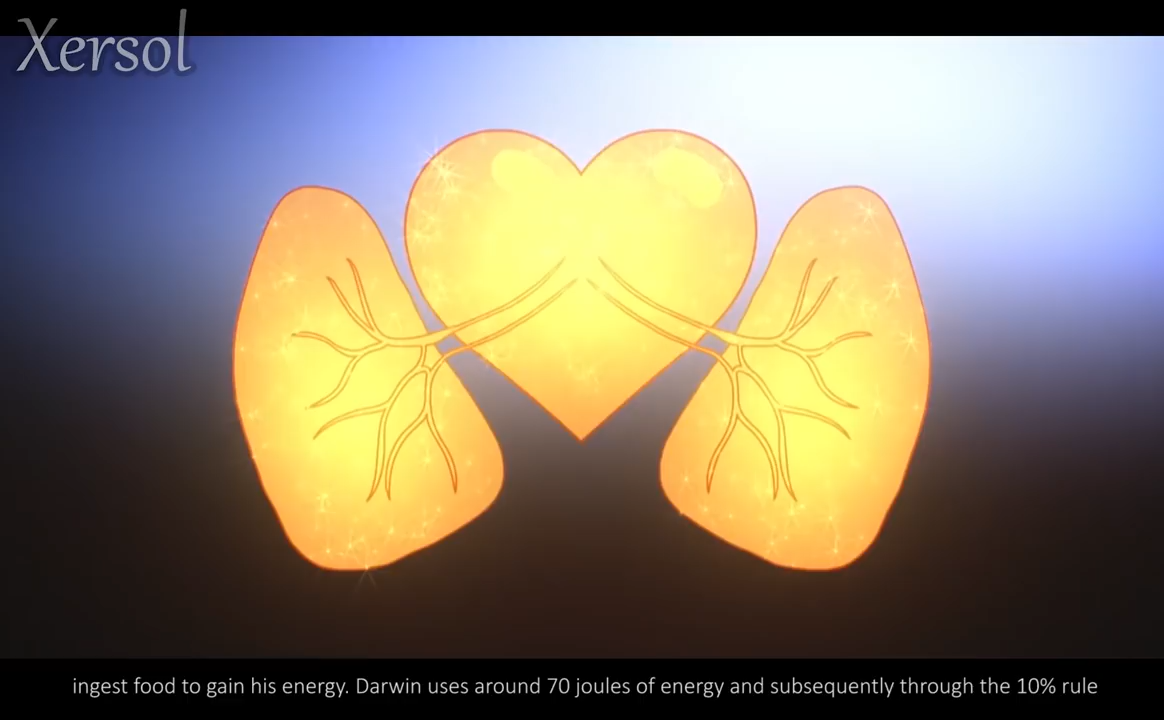 Xersol
ingest food to gain his energy. Darwin uses around 70 joules of energy and subsequently through the 10% rule